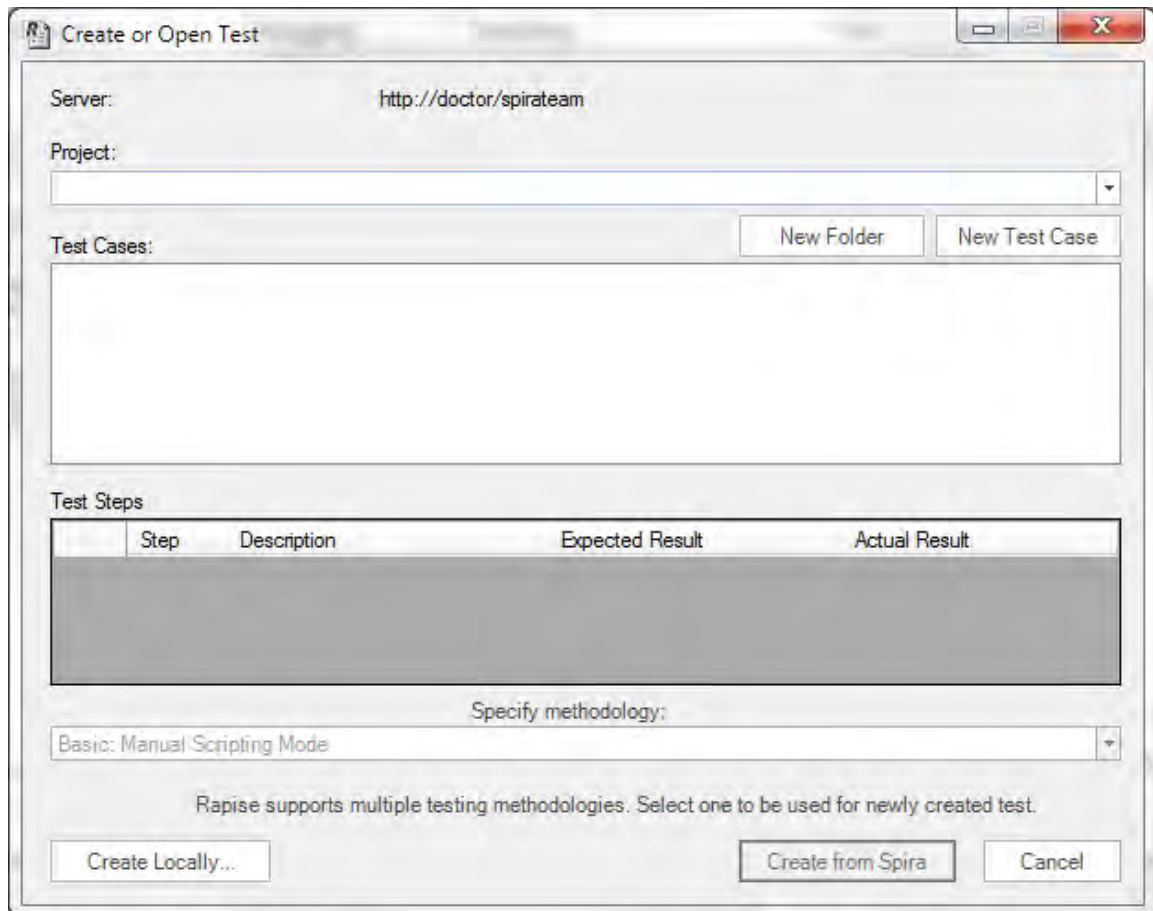 Create or Open Test
Server: http://doctor/spirateam
Project:
New Folder New Test Case
Test Cases:
Test Steps
Step Description Expected Result Actual Result
Specify methodology:
Basic: Manual Scripting Mode
Rapise supports multiple testing methodologies. Select one to be used for newly created test.
Create Locally... Create from Spira Cancel